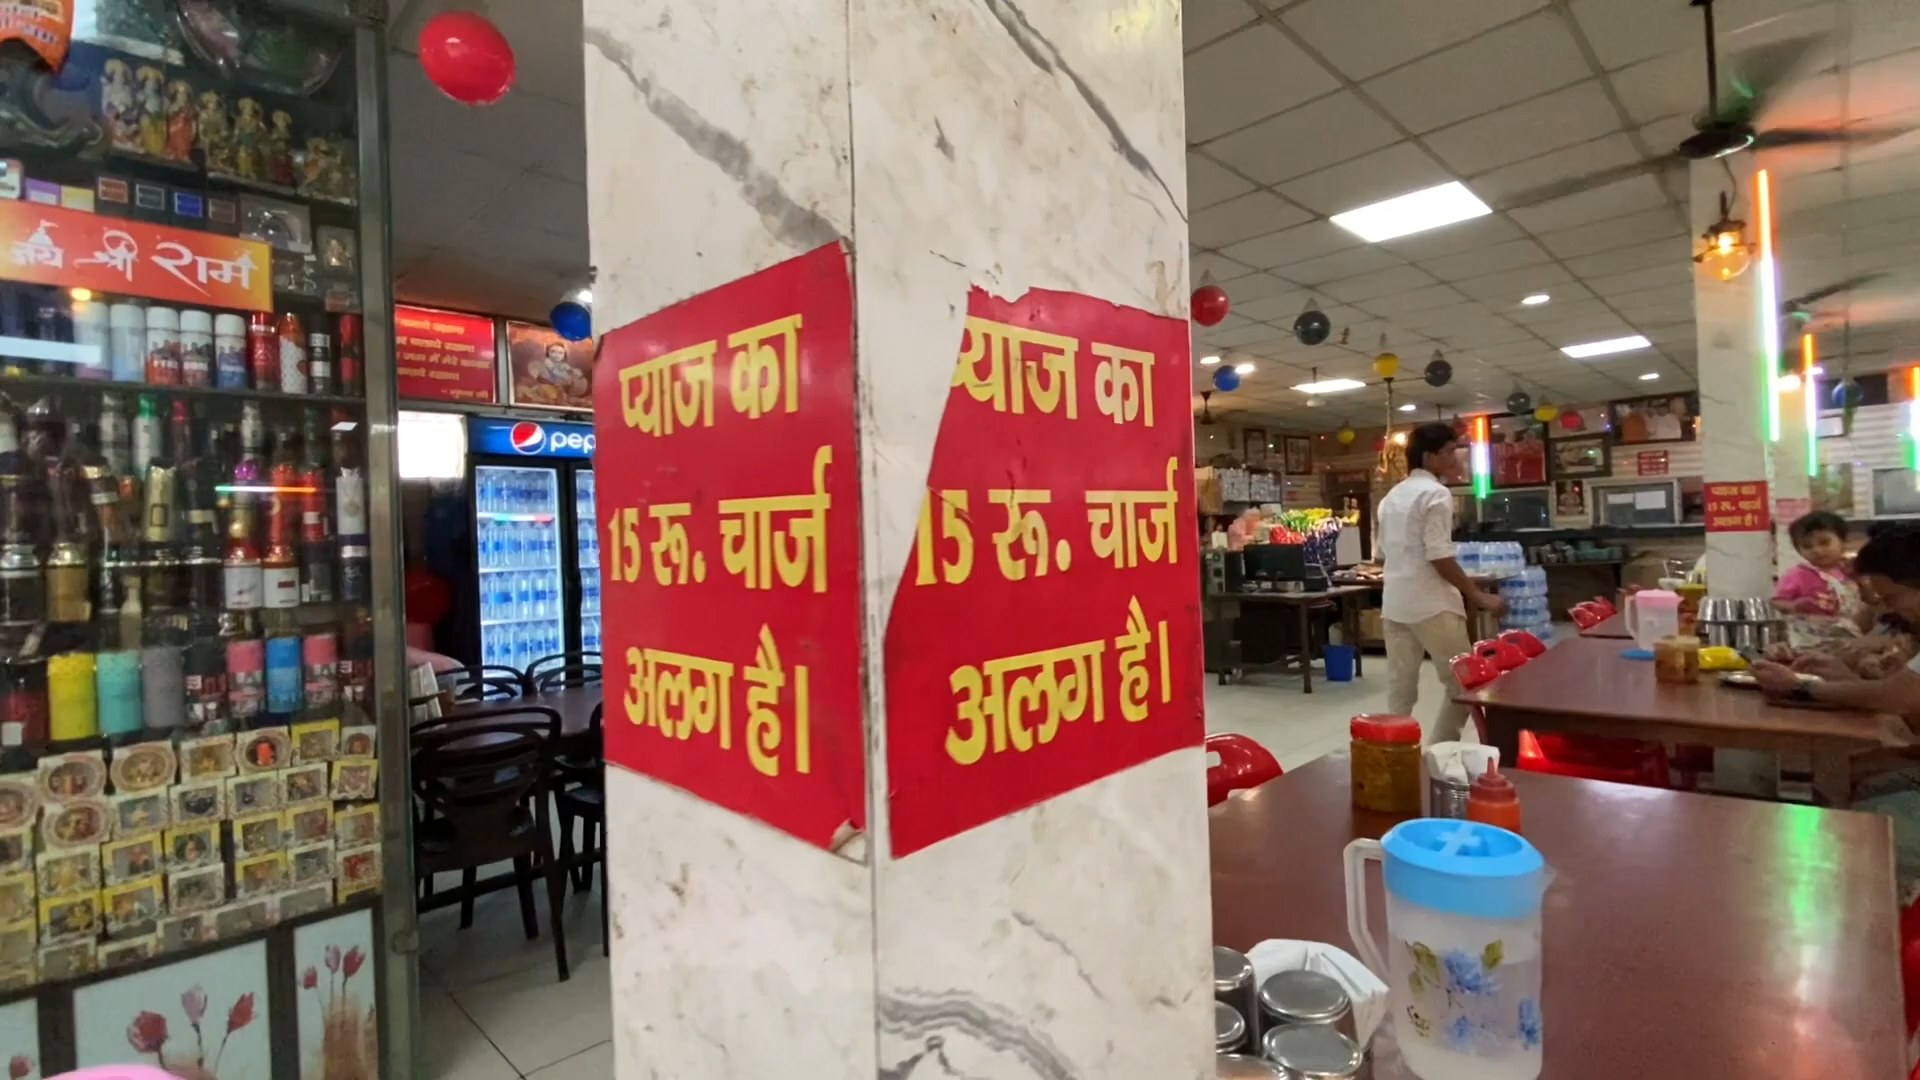 जय श्री राम
pep
प्याज का
15 रू. चार्ज
अलग है।
याज का
15 रू. चार्ज
अलग है।